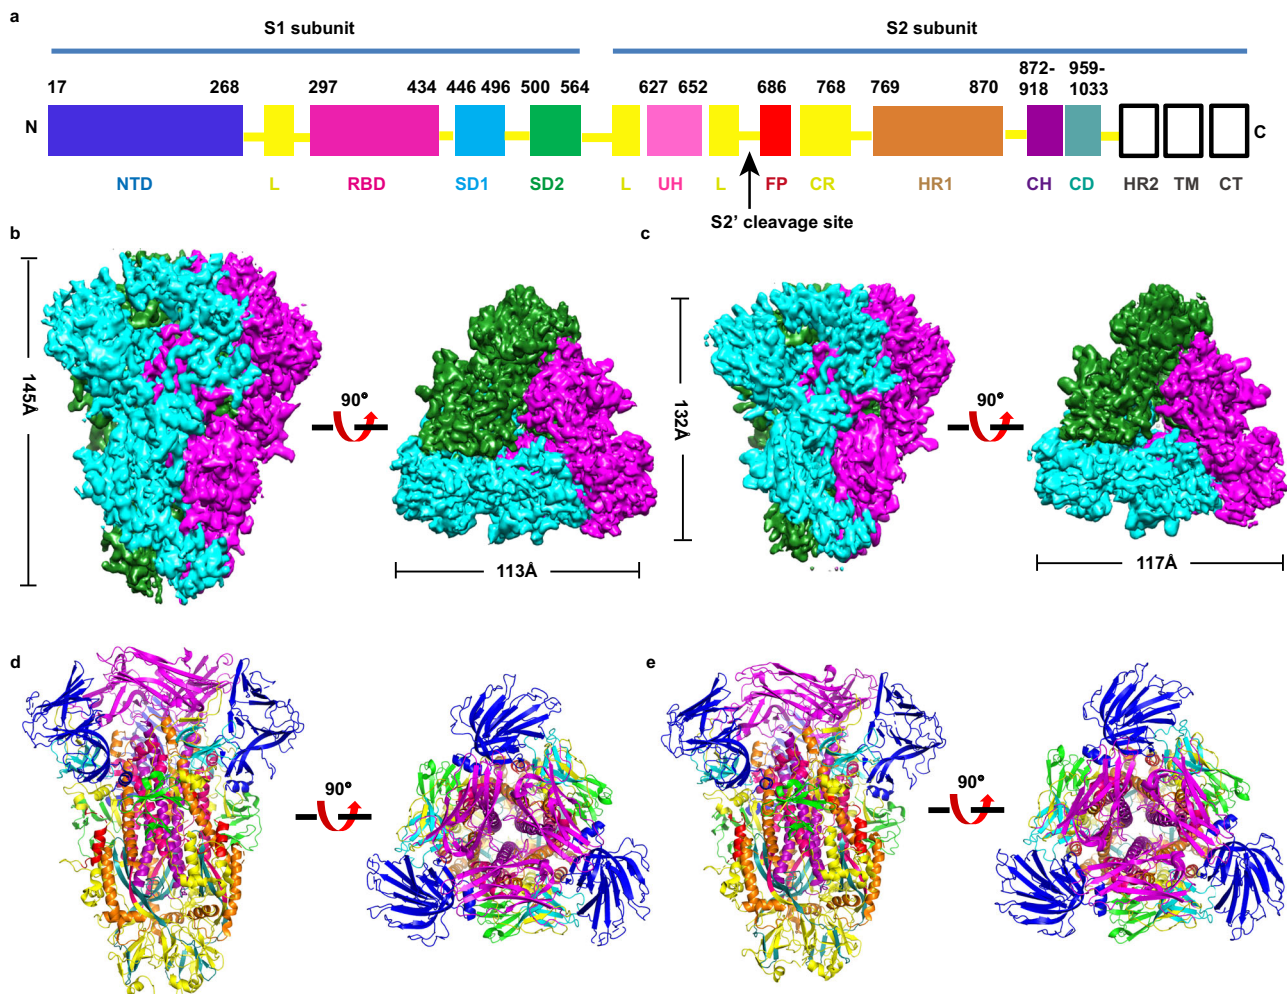 a
S1 subunit
S2 subunit
17 268 297 434 446 496 500 564 627 652 686 768 769 870 872-918 959-1033
N
C
NTD L RBD SD1 SD2 L UH L FP CR HR1 CH CD HR2 TM CT
S2’ cleavage site
b
c
145Å
90°
113Å
132Å
90°
117Å
d
e
90°
90°